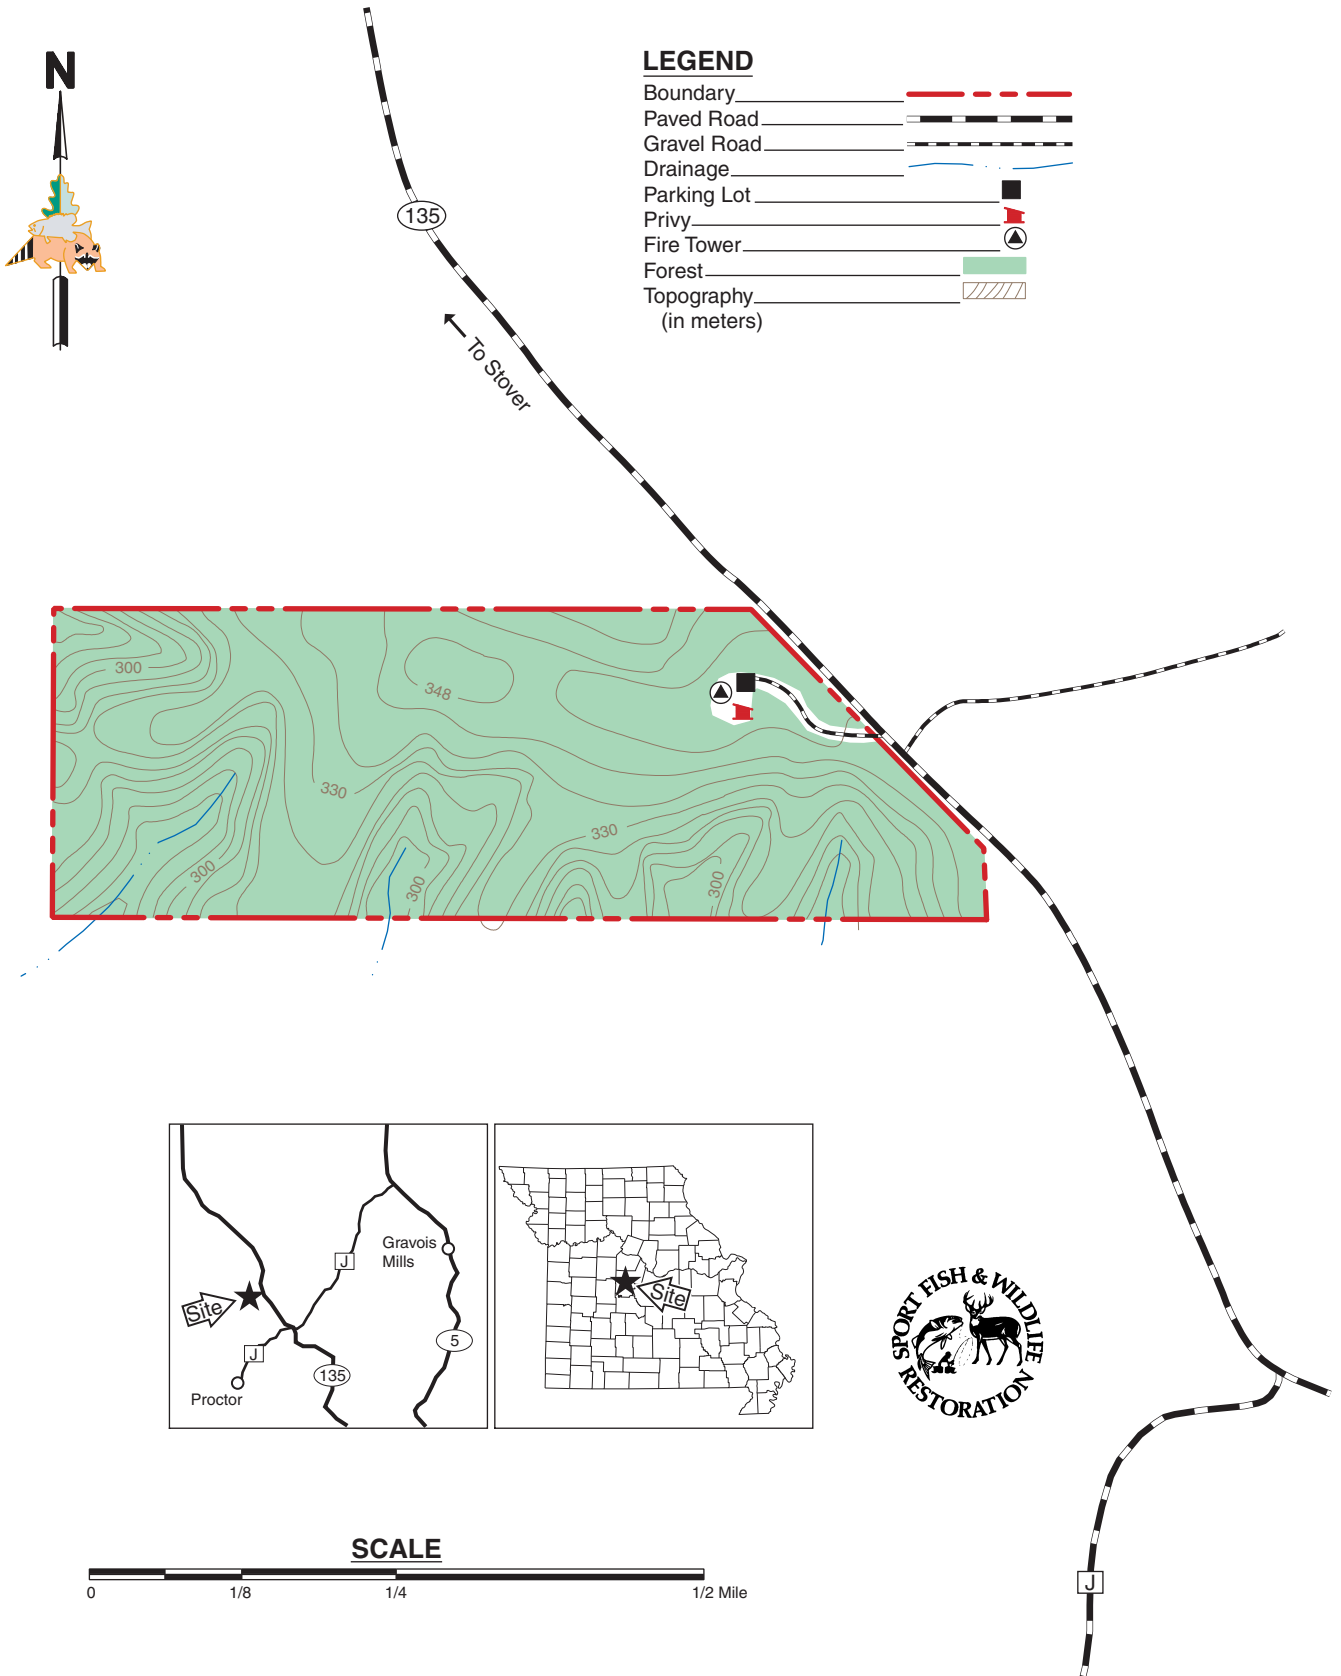 N
LEGEND
Boundary
Paved Road
Gravel Road
Drainage
Parking Lot
Privy
Fire Tower
Forest
Topography
(in meters)
135
To Stover
300
348
330
330
300
300
300
Gravois
Mills
J
Site
J
5
135
Proctor
Site
SPORT FISH & WILDLIFE
RESTORATION
SCALE
0
1/8
1/4
1/2 Mile
J